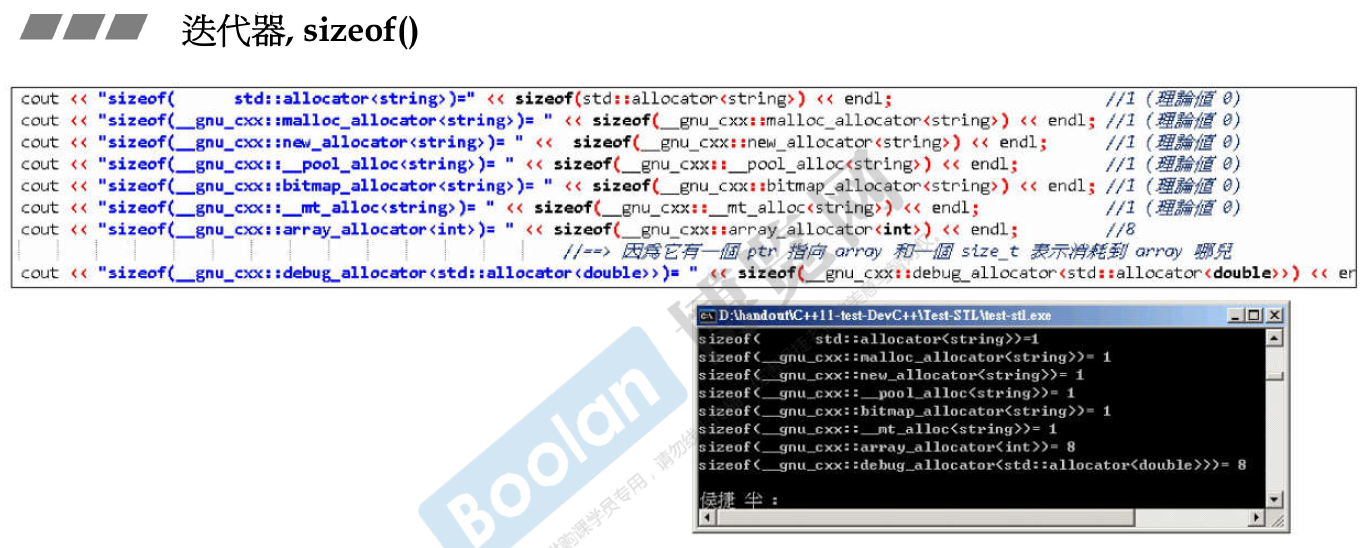 迭代器, sizeof()
cout << "sizeof(      std::allocator<string>)=" << sizeof(std::allocator<string>) << endl; //1 (理論值 0)
cout << "sizeof(__gnu_cxx::malloc_allocator<string>)= " << sizeof(__gnu_cxx::malloc_allocator<string>) << endl; //1 (理論值 0)
cout << "sizeof(__gnu_cxx::new_allocator<string>)= " <<  sizeof(__gnu_cxx::new_allocator<string>) << endl; //1 (理論值 0)
cout << "sizeof(__gnu_cxx::__pool_alloc<string>)= " << sizeof(__gnu_cxx::__pool_alloc<string>) << endl; //1 (理論值 0)
cout << "sizeof(__gnu_cxx::bitmap_allocator<string>)= " << sizeof(__gnu_cxx::bitmap_allocator<string>) << endl; //1 (理論值 0)
cout << "sizeof(__gnu_cxx::__mt_alloc<string>)= " << sizeof(__gnu_cxx::__mt_alloc<string>) << endl; //1 (理論值 0)
cout << "sizeof(__gnu_cxx::array_allocator<int>)= " << sizeof(__gnu_cxx::array_allocator<int>) << endl; //8
//==> 因為它有一個 ptr 指向 array 和一個 size_t 表示消耗到 array 哪兒
cout << "sizeof(__gnu_cxx::debug_allocator<std::allocator<double>>)= " << sizeof(__gnu_cxx::debug_allocator<std::allocator<double>>) << er
D:\handout\C++11-test-DevC++\Test-STL\test-stl.exe
sizeof(      std::allocator<string>)=1
sizeof(__gnu_cxx::malloc_allocator<string>)= 1
sizeof(__gnu_cxx::new_allocator<string>)= 1
sizeof(__gnu_cxx::__pool_alloc<string>)= 1
sizeof(__gnu_cxx::bitmap_allocator<string>)= 1
sizeof(__gnu_cxx::__mt_alloc<string>)= 1
sizeof(__gnu_cxx::array_allocator<int>)= 8
sizeof(__gnu_cxx::debug_allocator<std::allocator<double>>)= 8
侯捷 半 :
Boolan
博览网